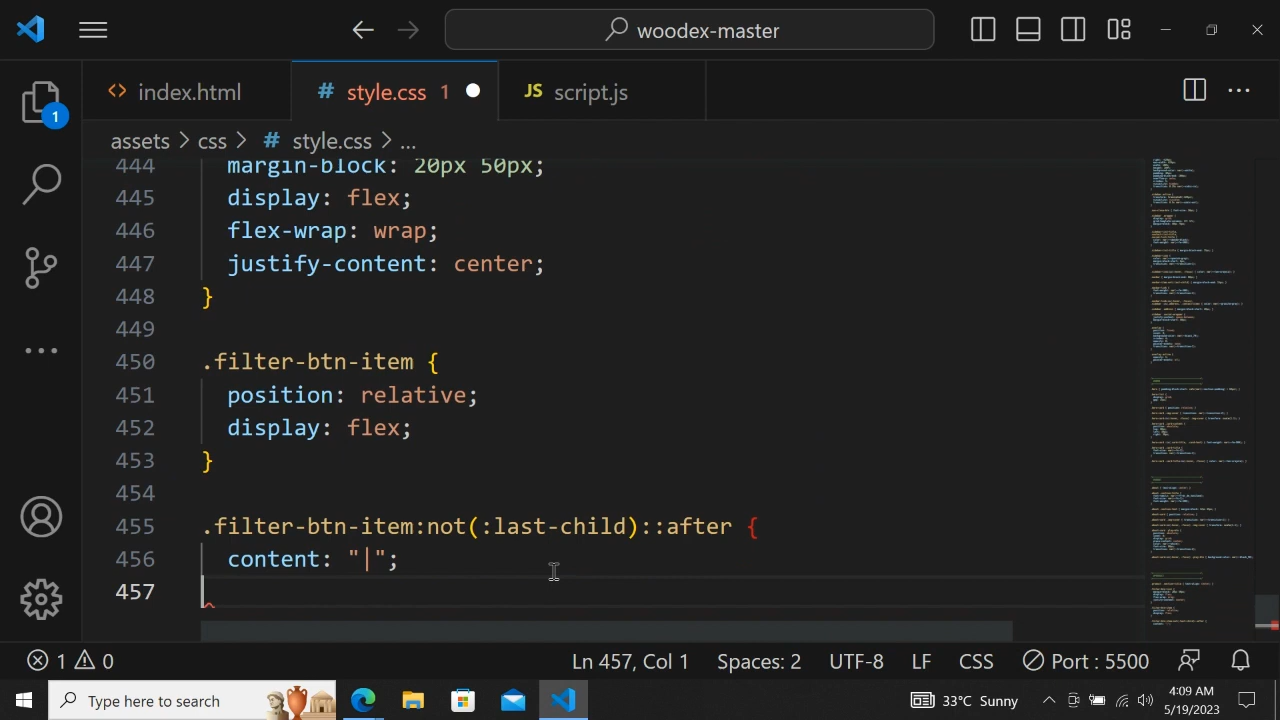 woodex-master
index.html
style.css 1
JS script.js
1
assets > css > # style.css > ...
444 margin-block: 20px 50px;
445 display: flex;
446 flex-wrap: wrap;
447 justify-content: center;
448 }
449
450 .filter-btn-item {
451 position: relative;
452 display: flex;
453 }
454
455 .filter-btn-item:not(:last-child)::after {
456 content: "|";
457
1 0
Ln 457, Col 1
Spaces: 2
UTF-8
LF
CSS
Port : 5500
Type here to search
33°C Sunny
4:09 AM
5/19/2023